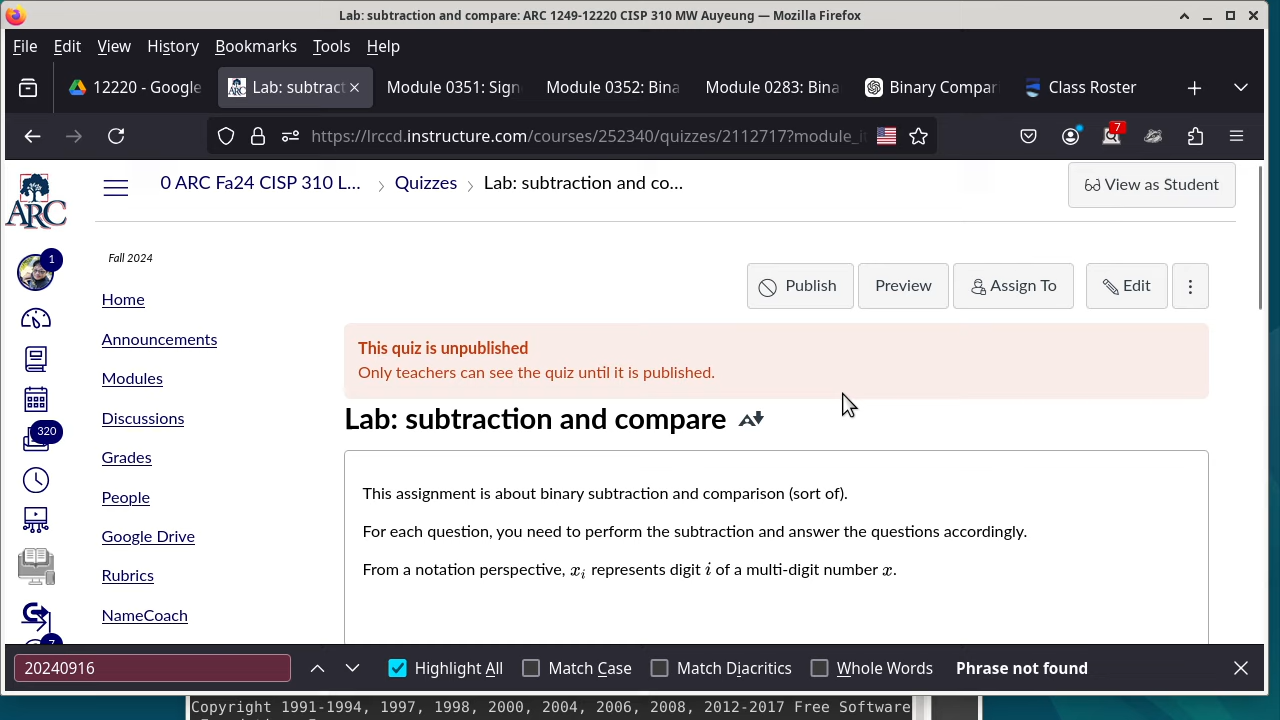 Lab: subtraction and compare: ARC 1249-12220 CISP 310 MW Auyeung — Mozilla Firefox
File Edit View History Bookmarks Tools Help
12220 - Google Lab: subtract Module 0351: Sign Module 0352: Bina Module 0283: Bina Binary Compari Class Roster
https://lrccd.instructure.com/courses/252340/quizzes/2112717?module_i
7
ARC
0 ARC Fa24 CISP 310 L... Quizzes Lab: subtraction and co...
View as Student
1
Fall 2024
Home
Announcements
Modules
Discussions
320
Grades
People
Google Drive
Rubrics
NameCoach
7
Publish Preview Assign To Edit
This quiz is unpublished
Only teachers can see the quiz until it is published.
Lab: subtraction and compare
This assignment is about binary subtraction and comparison (sort of).
For each question, you need to perform the subtraction and answer the questions accordingly.
From a notation perspective, xᵢ represents digit i of a multi-digit number x.
20240916 Highlight All Match Case Match Diacritics Whole Words Phrase not found
Copyright 1991-1994, 1997, 1998, 2000, 2004, 2006, 2008, 2012-2017 Free Software